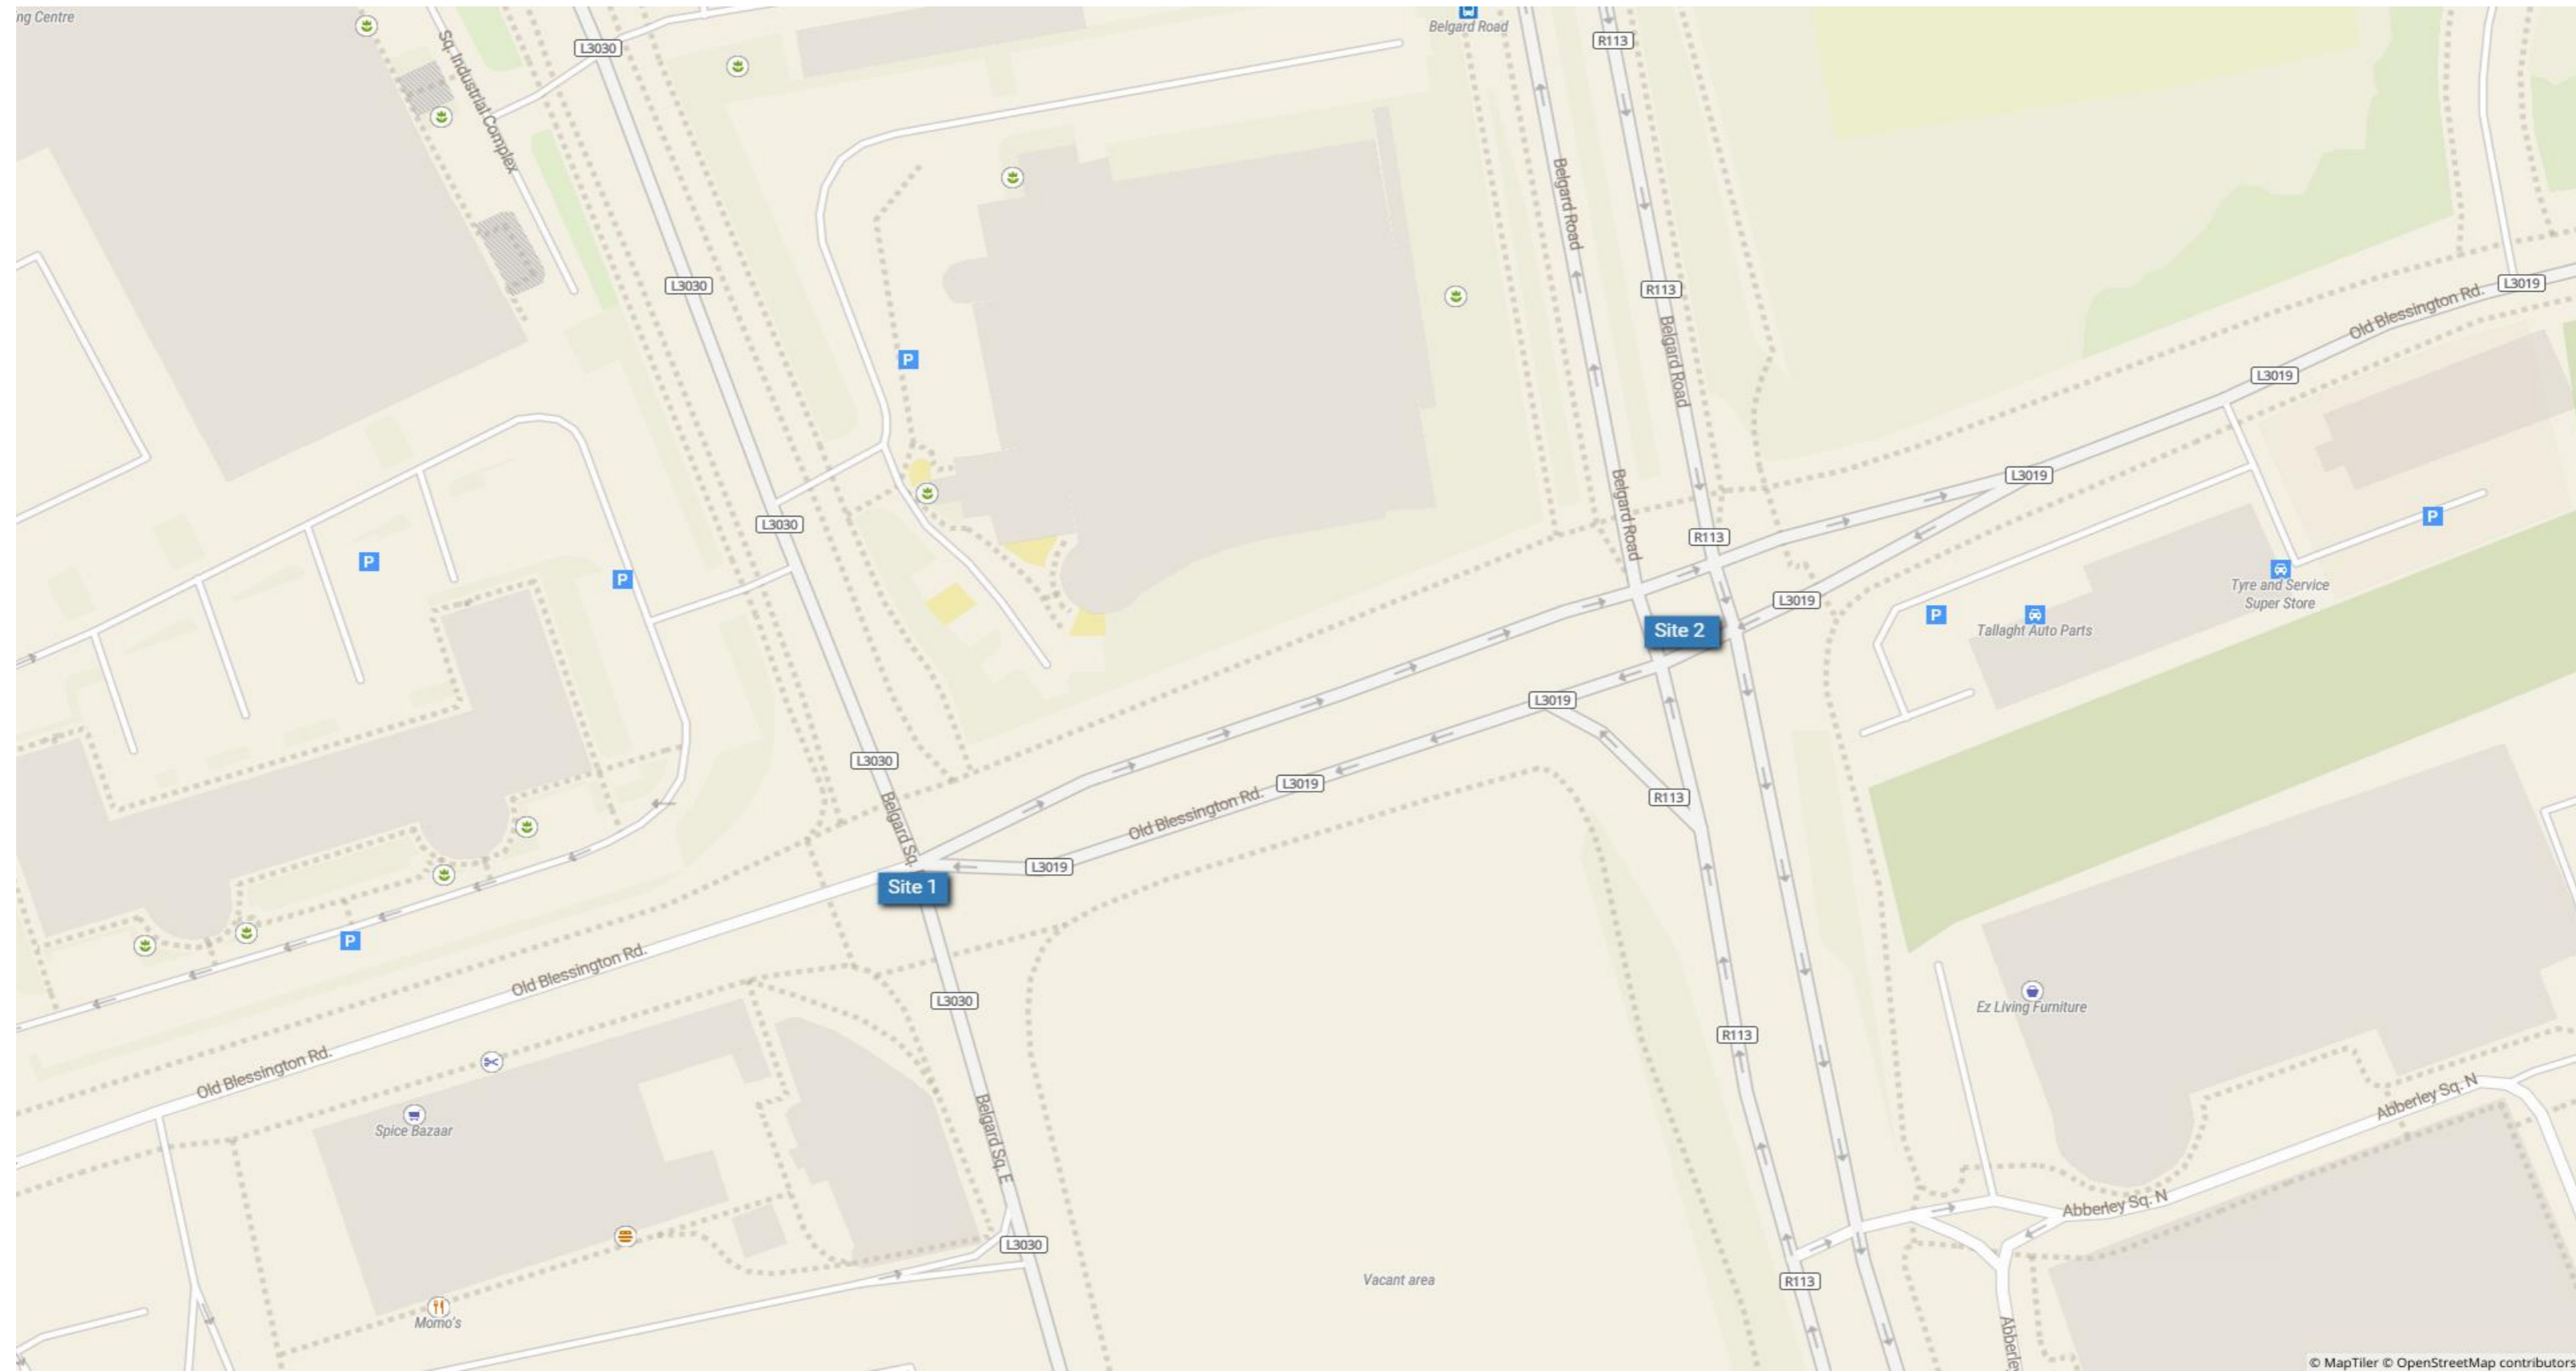 ng Centre
L3030
Sq. Industrial Complex
Belgard Road
R113
Belgard Road
L3030
R113
L3019
Old Blessington Rd.
Belgard Road
P
L3019
Belgard Road
L3019
L3030
P
R113
P
P
L3019
Tyre and Service
Super Store
P
Tallaght Auto Parts
Site 2
L3019
L3030
R113
L3019
Old Blessington Rd.
Belgard Sq.
L3019
Site 1
P
Old Blessington Rd.
L3030
Ez Living Furniture
R113
Old Blessington Rd.
Abberley Sq. N
Spice Bazaar
Belgard Sq. E
Abberley Sq. N
L3030
Vacant area
R113
Momo's
Abberley
© MapTiler © OpenStreetMap contributors